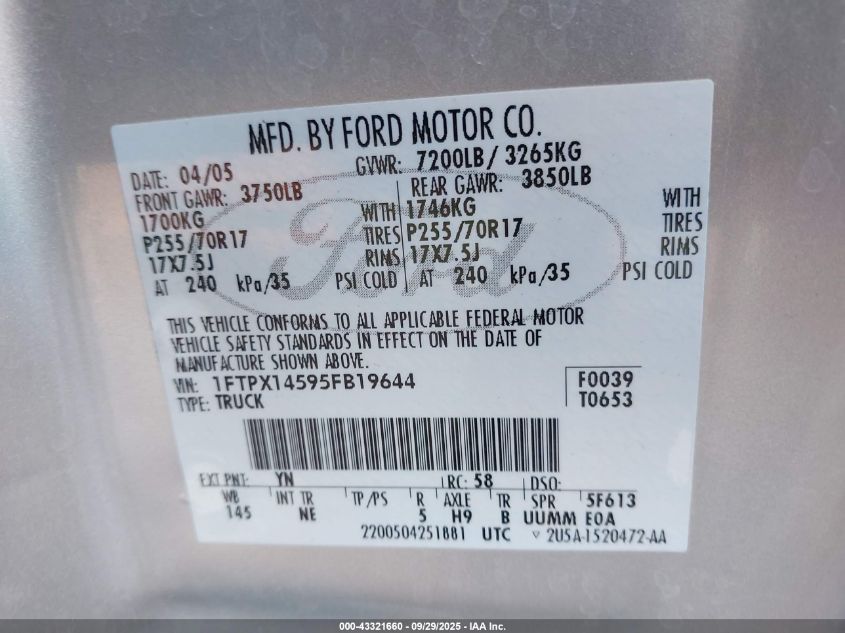 MFD. BY FORD MOTOR CO.
DATE: 04/05 GVWR: 7200LB / 3265KG
FRONT GAWR: 3750LB REAR GAWR: 3850LB
1700KG WITH 1746KG WITH
P255/70R17 TIRES P255/70R17 TIRES
17X7.5J RIMS 17X7.5J RIMS
AT 240 kPa/35 PSI COLD AT 240 kPa/35 PSI COLD
Ford
THIS VEHICLE CONFORMS TO ALL APPLICABLE FEDERAL MOTOR
VEHICLE SAFETY STANDARDS IN EFFECT ON THE DATE OF
MANUFACTURE SHOWN ABOVE.
VIN: 1FTPX14595FB19644 F0039
TYPE: TRUCK T0653
EXT PNT: YN RC: 58 DSO:
WB INT TR TP/PS R AXLE TR SPR 5F613
145 NE 5 H9 B UUMM E0A
2200504251881 UTC ▽ 2U5A-1520472-AA
000-43321660 - 09/29/2025 - IAA Inc.